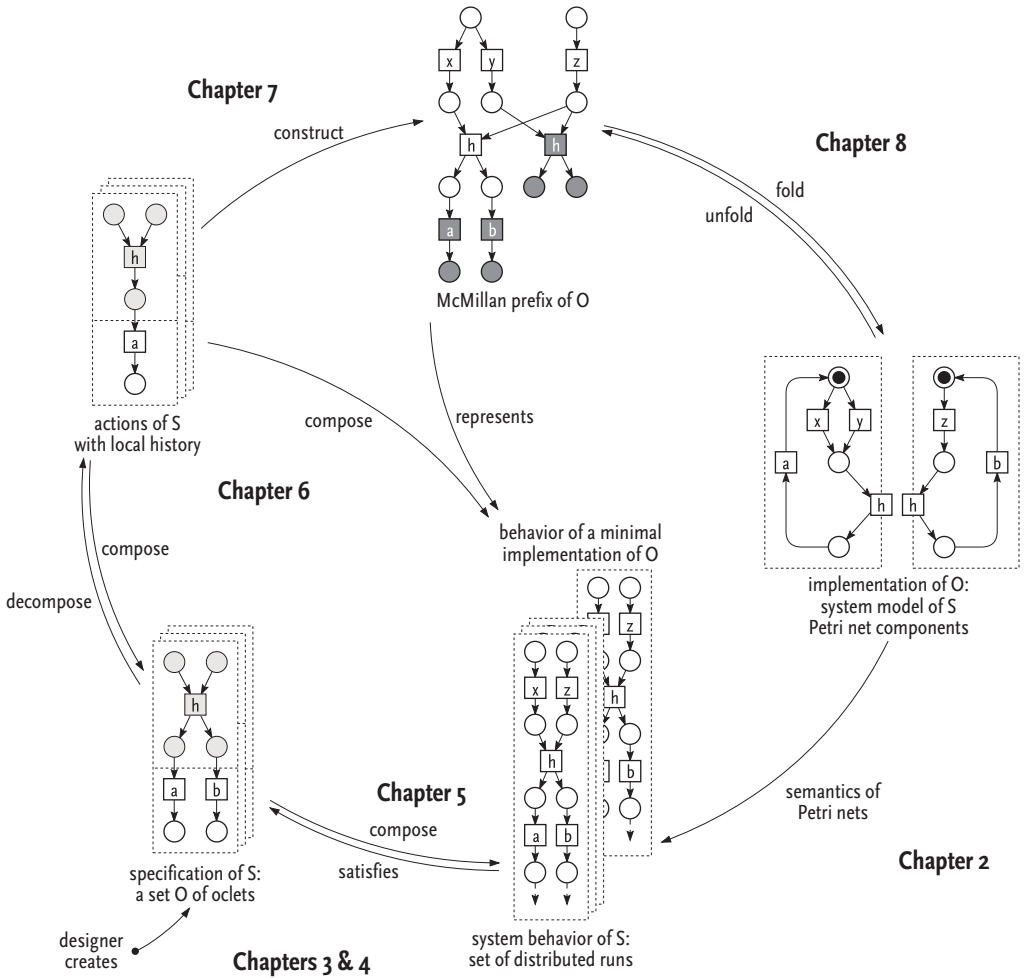 x
y
z
Chapter 7
construct
h
h
Chapter 8
fold
unfold
h
a
b
McMillan prefix of O
a
actions of S
with local history
compose
represents
x
y
z
a
b
h
h
Chapter 6
behavior of a minimal
implementation of O
compose
decompose
implementation of O:
system model of S
Petri net components
z
x
z
h
h
h
a
b
b
Chapter 5
compose
satisfies
a
b
semantics of
Petri nets
Chapter 2
specification of S:
a set O of oclets
designer
creates
Chapters 3 & 4
system behavior of S:
set of distributed runs